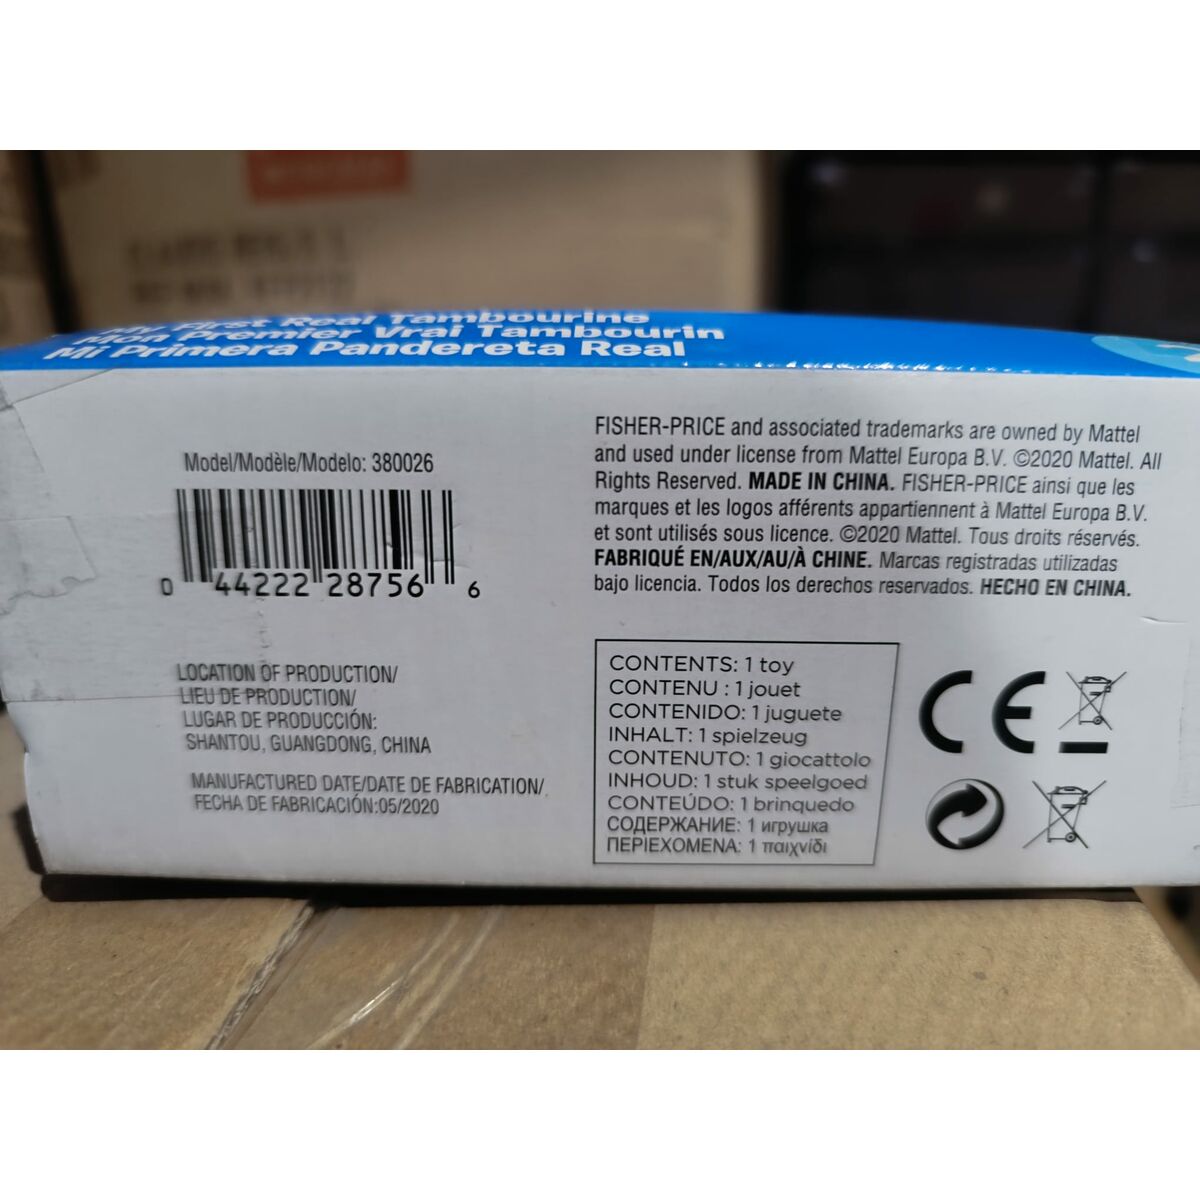 My First Real Tambourine
Mon Premier Vrai Tambourin
Mi Primera Pandereta Real
Model/Modèle/Modelo: 380026
0 44222 28756 6
LOCATION OF PRODUCTION/
LIEU DE PRODUCTION/
LUGAR DE PRODUCCIÓN:
SHANTOU, GUANGDONG, CHINA
MANUFACTURED DATE/DATE DE FABRICATION/
FECHA DE FABRICACIÓN:05/2020
FISHER-PRICE and associated trademarks are owned by Mattel
and used under license from Mattel Europa B.V. ©2020 Mattel. All
Rights Reserved. MADE IN CHINA. FISHER-PRICE ainsi que les
marques et les logos afférents appartiennent à Mattel Europa B.V.
et sont utilisés sous licence. ©2020 Mattel. Tous droits réservés.
FABRIQUÉ EN/AUX/AU/À CHINE. Marcas registradas utilizadas
bajo licencia. Todos los derechos reservados. HECHO EN CHINA.
CONTENTS: 1 toy
CONTENU : 1 jouet
CONTENIDO: 1 juguete
INHALT: 1 spielzeug
CONTENUTO: 1 giocattolo
INHOUD: 1 stuk speelgoed
CONTEÚDO: 1 brinquedo
СОДЕРЖАНИЕ: 1 игрушка
ΠΕΡΙΕΧΟΜΕΝΑ: 1 παιχνίδι
CE